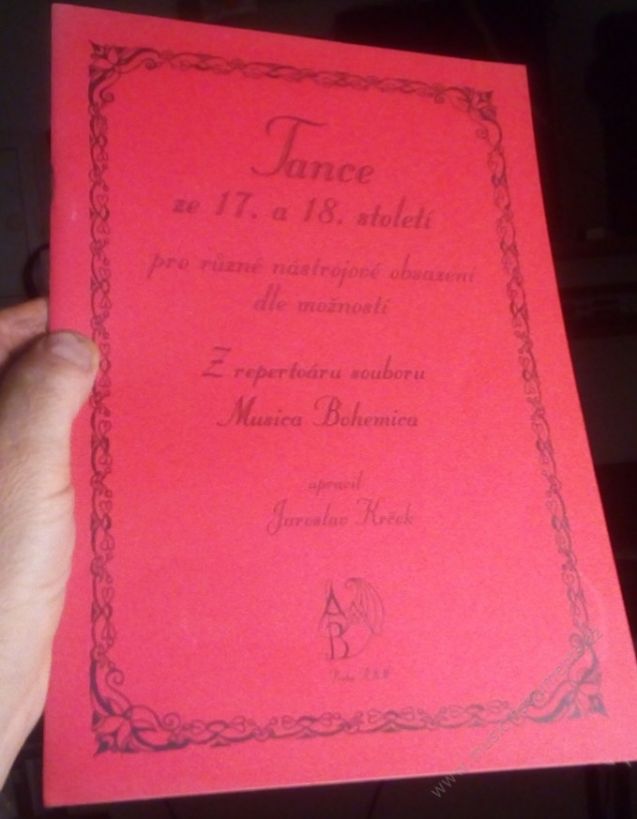 Tance
ze 17. a 18. století
pro různé nástrojové obsazení
dle možností
Z repertoáru souboru
Musica Bohemica
upravil
Jaroslav Krček
A
B